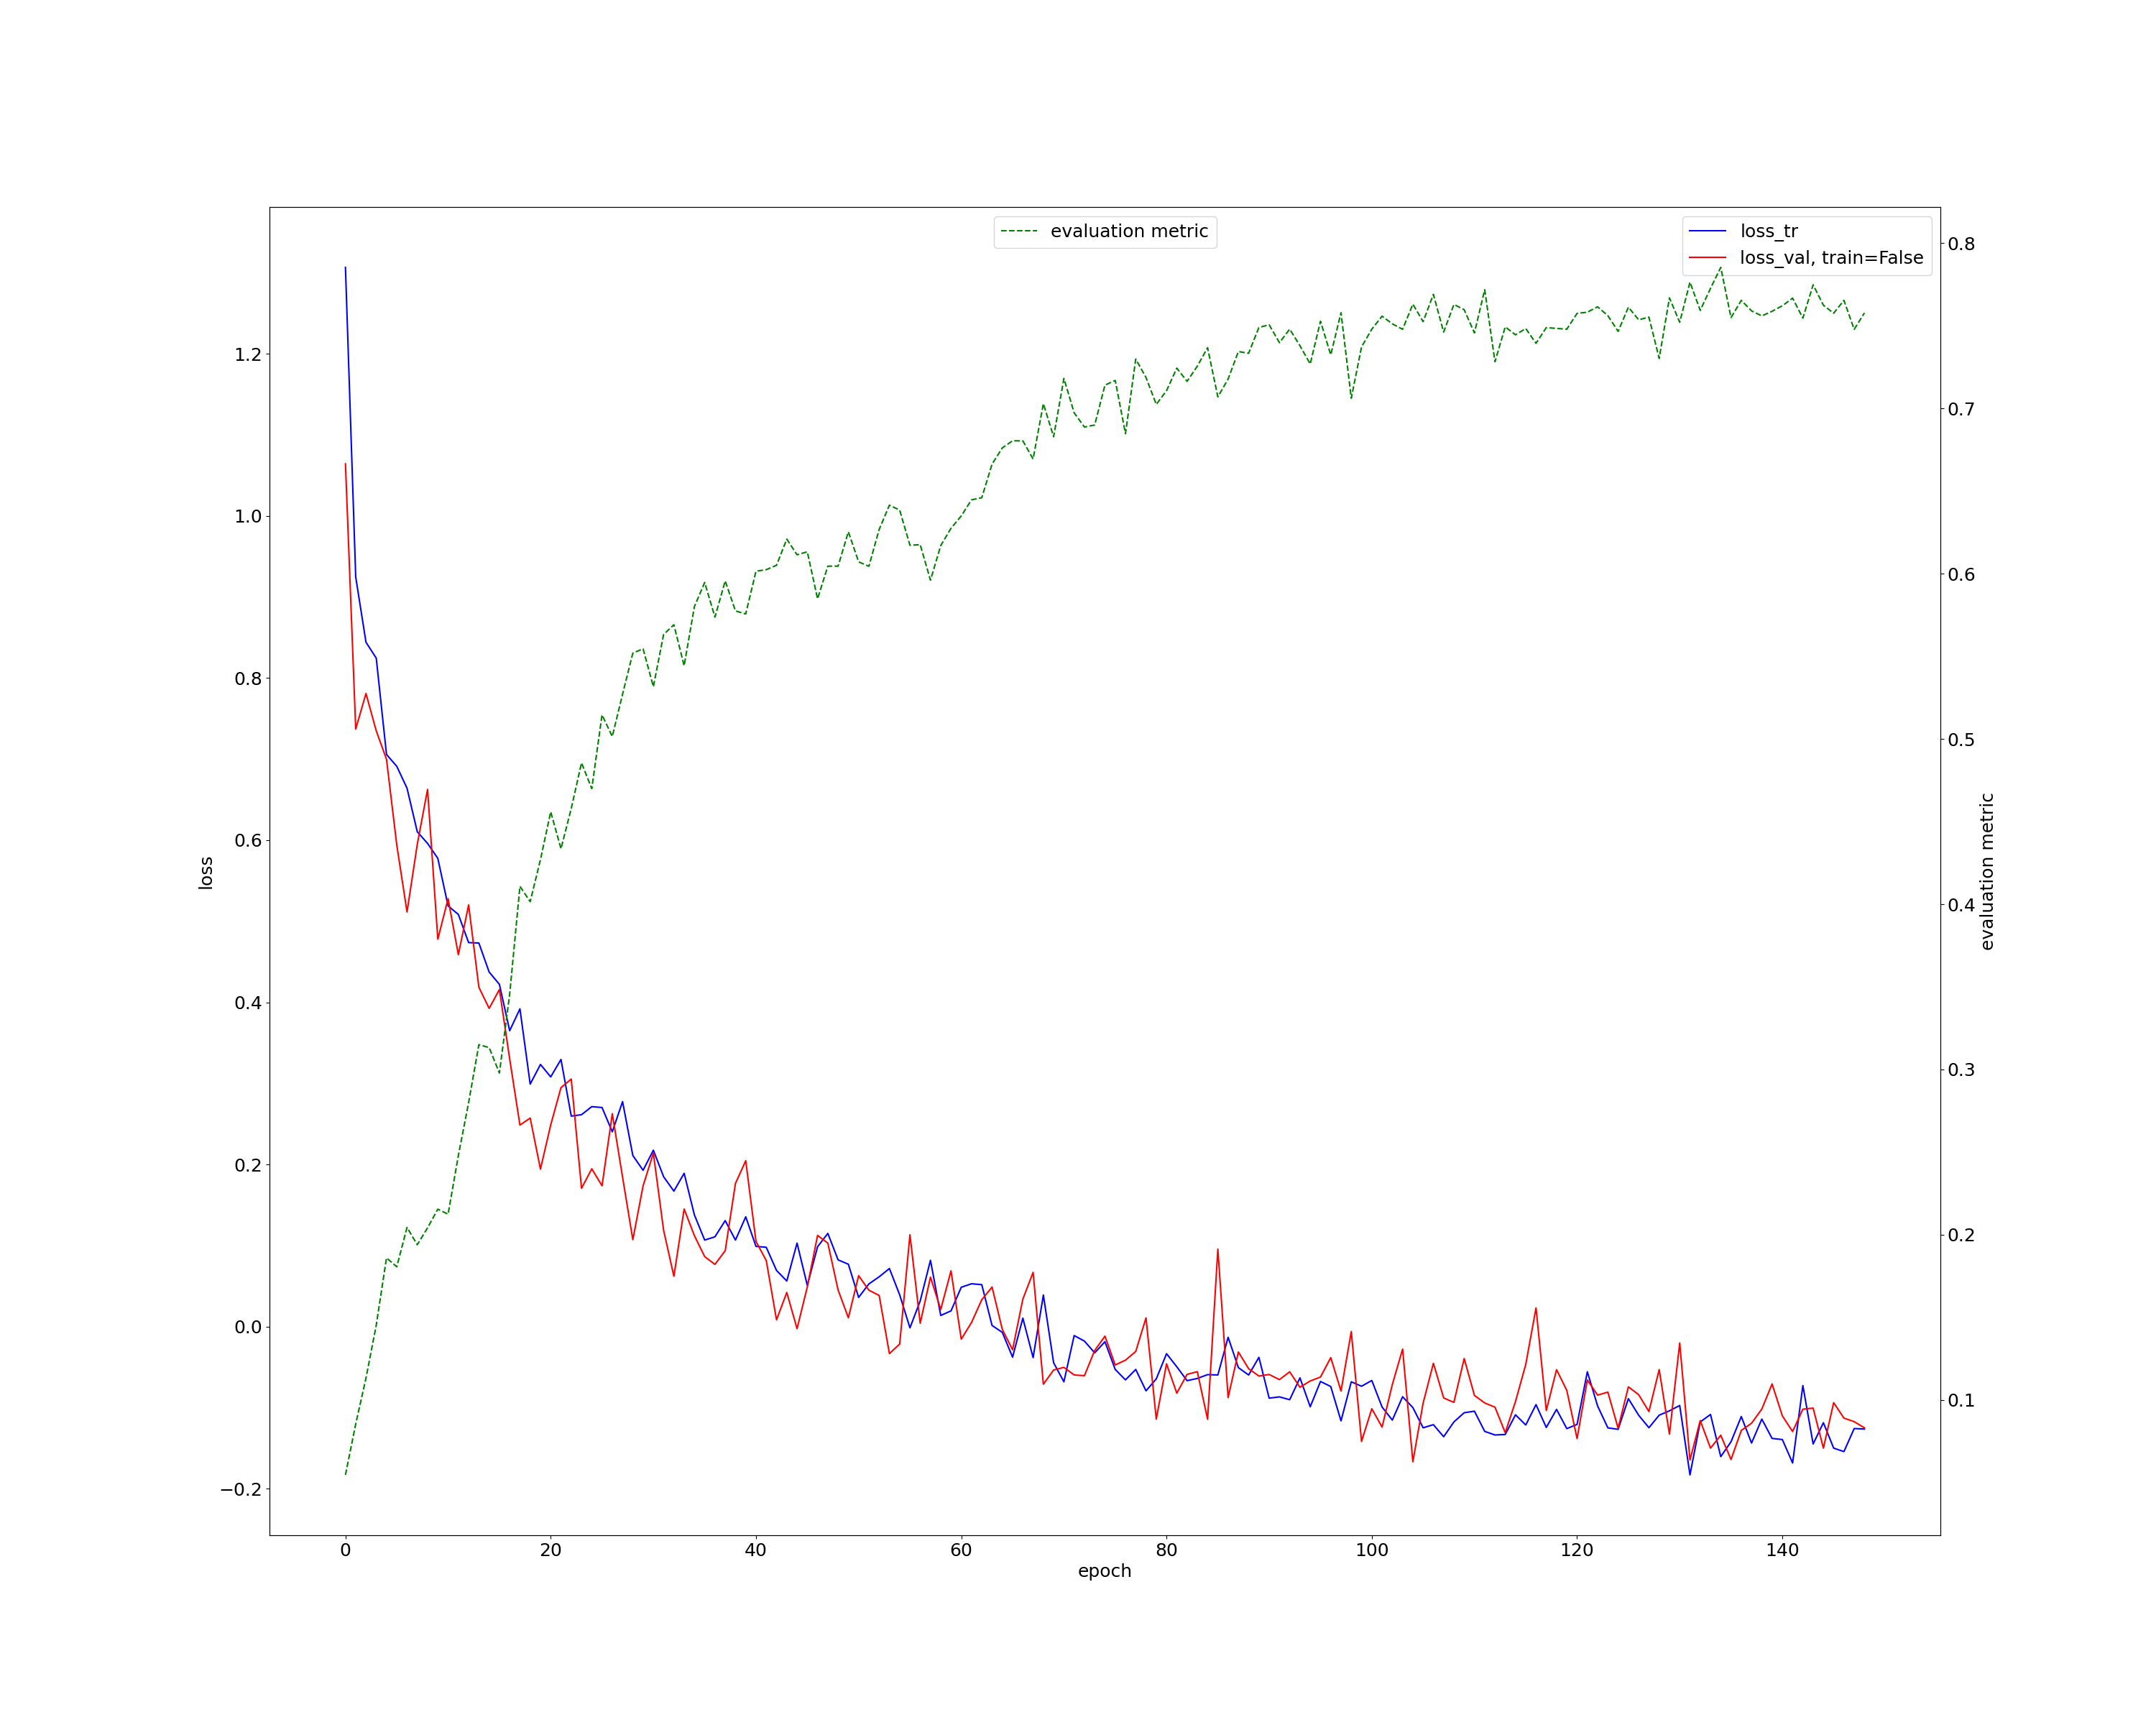 evaluation metric
loss_tr
loss_val, train=False
1.2
1.0
0.8
0.6
0.4
0.2
0.0
−0.2
loss
0.8
0.7
0.6
0.5
0.4
0.3
0.2
0.1
evaluation metric
0 20 40 60 80 100 120 140
epoch